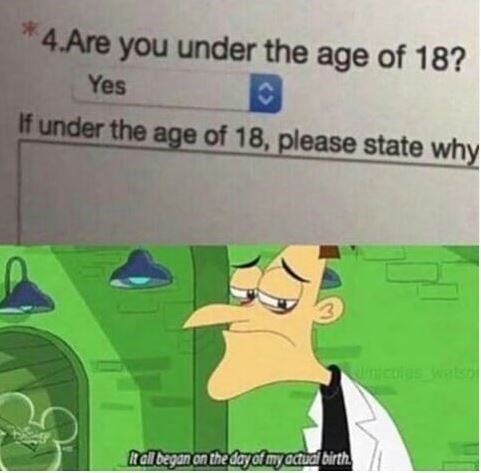 *4.Are you under the age of 18?
Yes
If under the age of 18, please state why
It all began on the day of my actual birth.